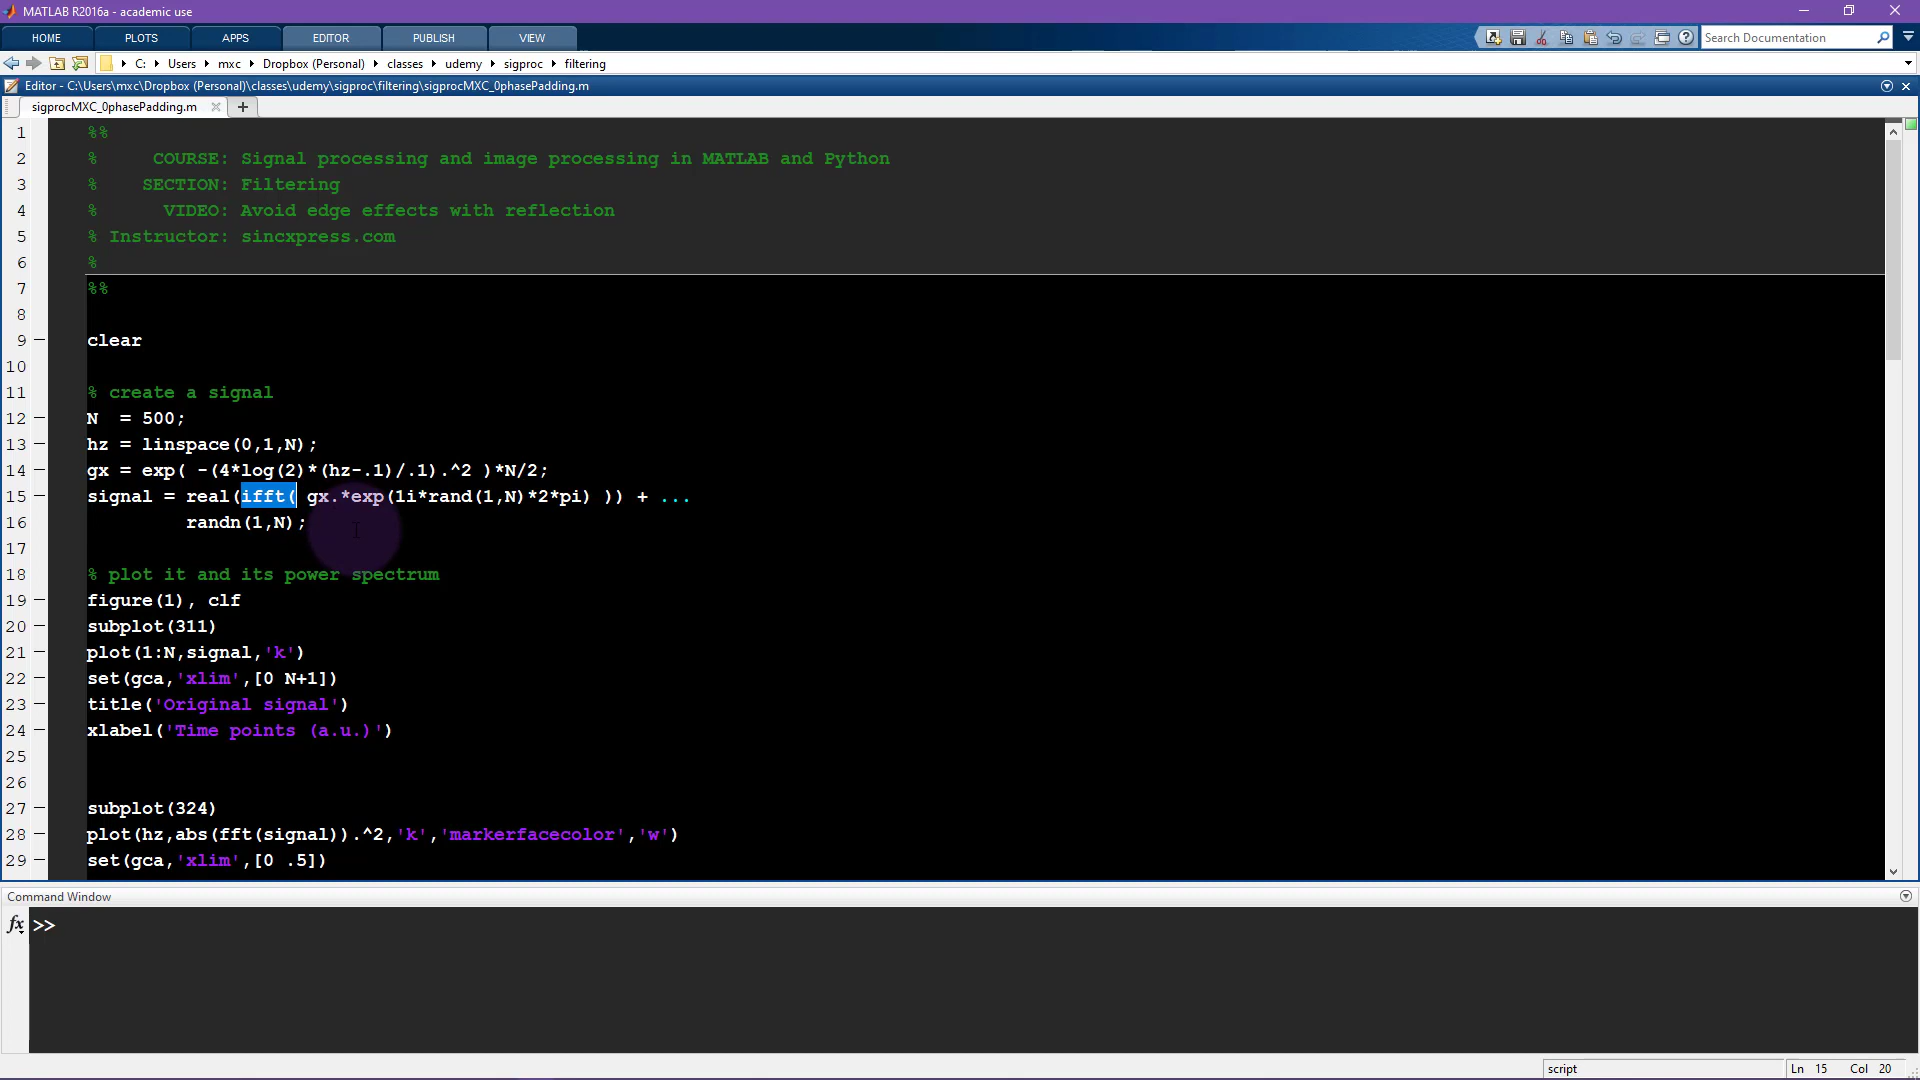 MATLAB R2016a - academic use
HOME PLOTS APPS EDITOR PUBLISH VIEW Search Documentation
C: Users mxc Dropbox (Personal) classes udemy sigproc filtering
Editor - C:\Users\mxc\Dropbox (Personal)\classes\udemy\sigproc\filtering\sigprocMXC_0phasePadding.m
sigprocMXC_0phasePadding.m
1 %%
2 % COURSE: Signal processing and image processing in MATLAB and Python
3 % SECTION: Filtering
4 % VIDEO: Avoid edge effects with reflection
5 % Instructor: sincxpress.com
6 %
7 %%
8
9 clear
10
11 % create a signal
12 N = 500;
13 hz = linspace(0,1,N);
14 gx = exp( -(4*log(2)*(hz-.1)/.1).^2 )*N/2;
15 signal = real(ifft( gx.*exp(1i*rand(1,N)*2*pi) )) + ...
16 randn(1,N);
17
18 % plot it and its power spectrum
19 figure(1), clf
20 subplot(311)
21 plot(1:N,signal,'k')
22 set(gca,'xlim',[0 N+1])
23 title('Original signal')
24 xlabel('Time points (a.u.)')
25
26
27 subplot(324)
28 plot(hz,abs(fft(signal)).^2,'k','markerfacecolor','w')
29 set(gca,'xlim',[0 .5])
Command Window
fx >>
script Ln 15 Col 20